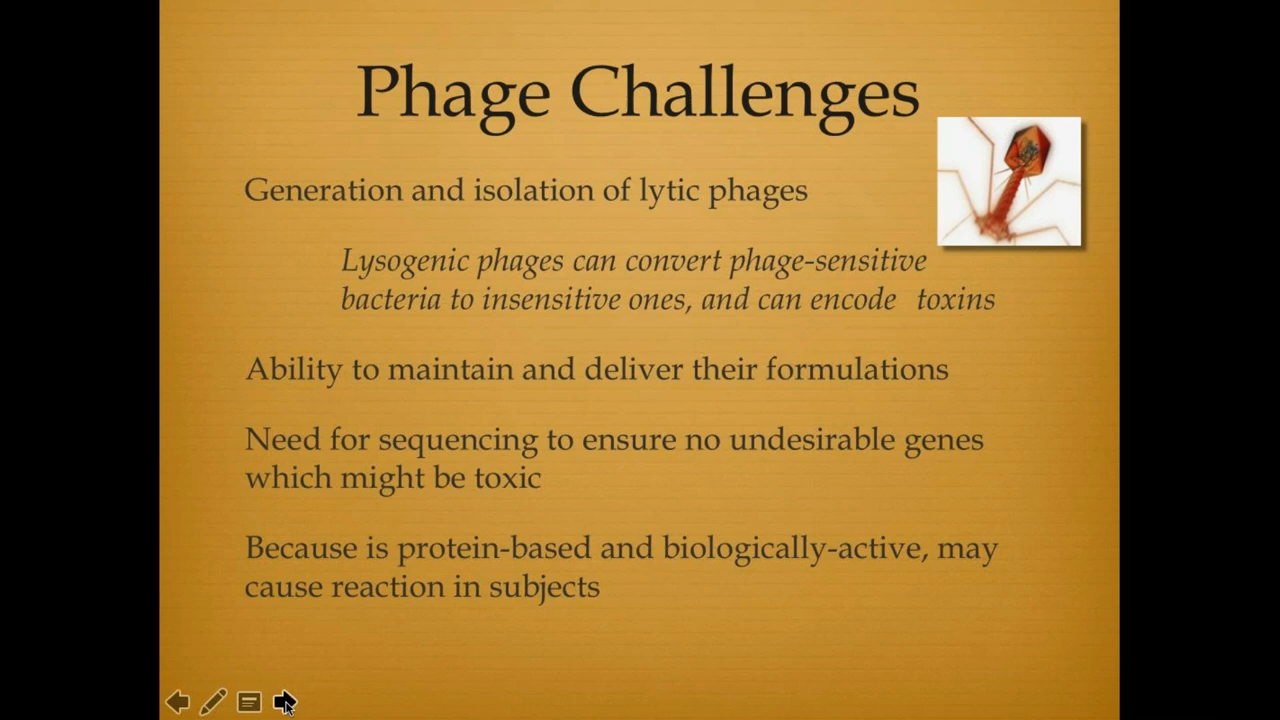 Phage Challenges
Generation and isolation of lytic phages
Lysogenic phages can convert phage-sensitive
bacteria to insensitive ones, and can encode toxins
Ability to maintain and deliver their formulations
Need for sequencing to ensure no undesirable genes
which might be toxic
Because is protein-based and biologically-active, may
cause reaction in subjects